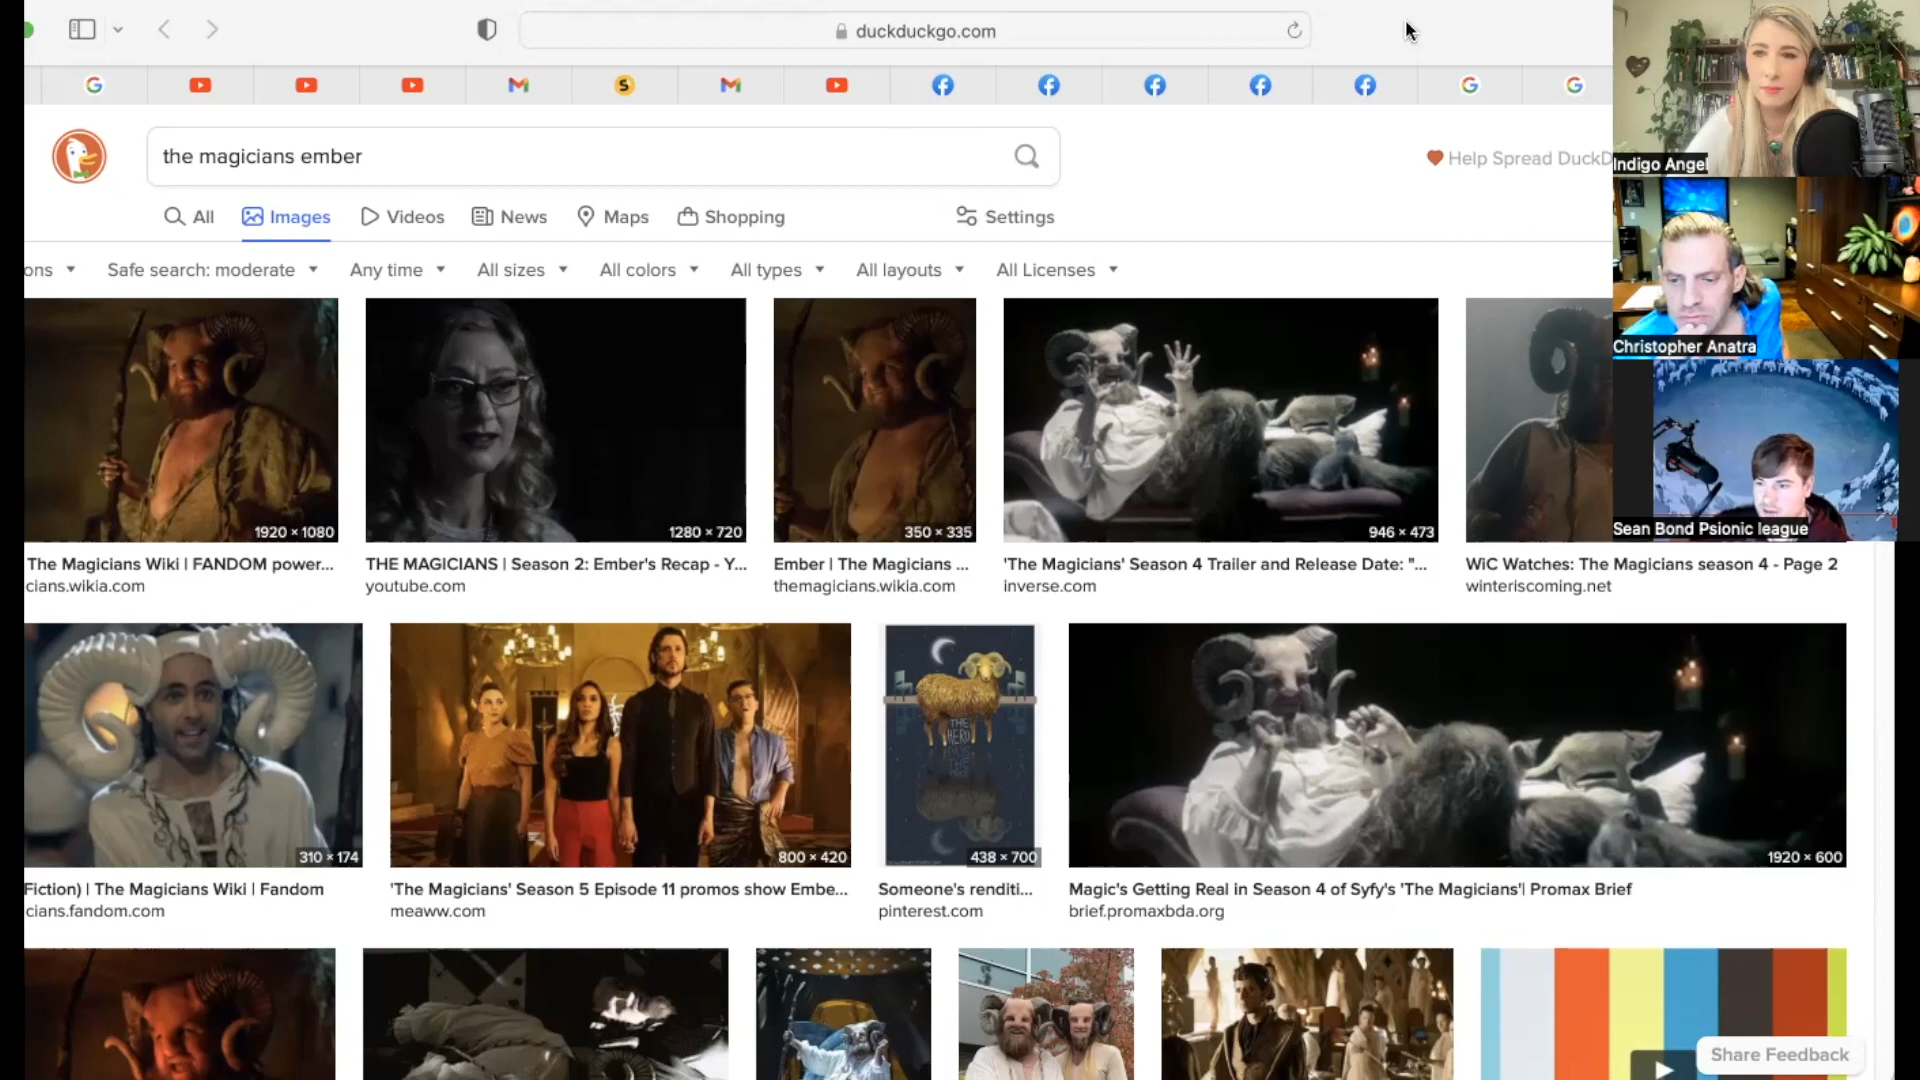 duckduckgo.com
the magicians ember
Help Spread DuckD
All
Images
Videos
News
Maps
Shopping
Settings
ons
Safe search: moderate
Any time
All sizes
All colors
All types
All layouts
All Licenses
Indigo Angel
Christopher Anatra
Sean Bond Psionic league
1920 × 1080
1280 × 720
350 × 335
946 × 473
The Magicians Wiki | FANDOM power...
cians.wikia.com
THE MAGICIANS | Season 2: Ember's Recap - Y...
youtube.com
Ember | The Magicians ...
themagicians.wikia.com
'The Magicians' Season 4 Trailer and Release Date: "...
inverse.com
WiC Watches: The Magicians season 4 - Page 2
winteriscoming.net
THE
HERO
310 × 174
800 × 420
438 × 700
1920 × 600
Fiction) | The Magicians Wiki | Fandom
cians.fandom.com
'The Magicians' Season 5 Episode 11 promos show Embe...
meaww.com
Someone's renditi...
pinterest.com
Magic's Getting Real in Season 4 of Syfy's 'The Magicians'| Promax Brief
brief.promaxbda.org
Share Feedback